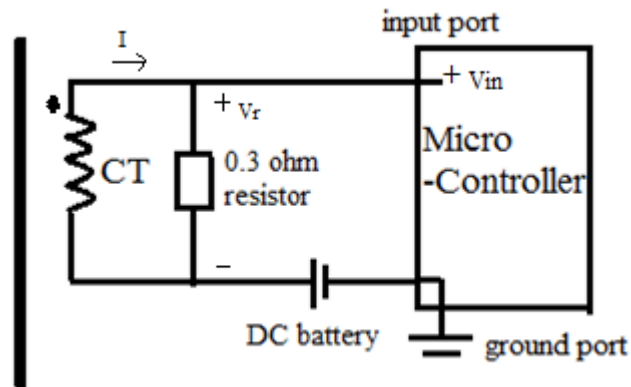 input port
I
+ Vr
+ Vin
CT
0.3 ohm
resistor
Micro
-Controller
–
DC battery
ground port